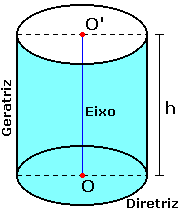 O'
Geratriz
Eixo
h
O
Diretriz